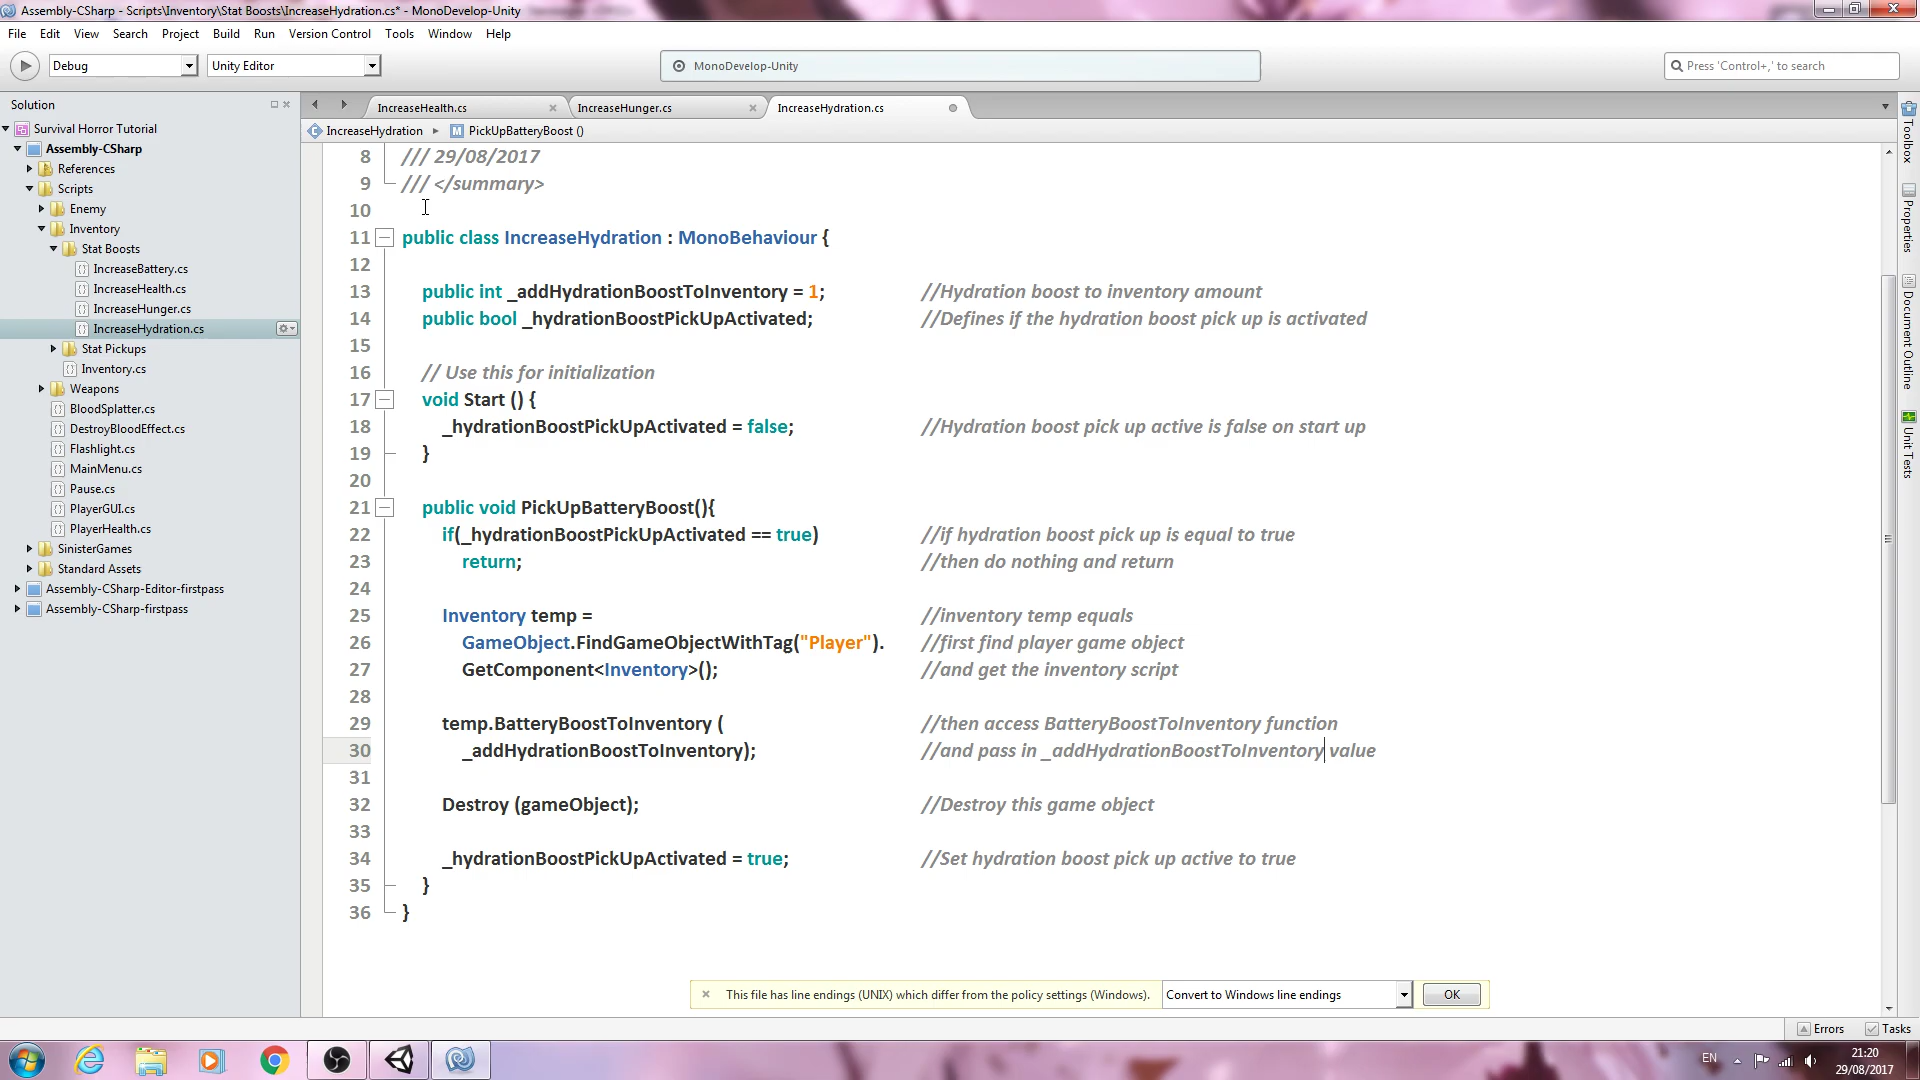 Assembly-CSharp - Scripts\Inventory\Stat Boosts\IncreaseHydration.cs* - MonoDevelop-Unity
File Edit View Search Project Build Run Version Control Tools Window Help
Debug Unity Editor MonoDevelop-Unity Press 'Control+,' to search
Solution
Survival Horror Tutorial
Assembly-CSharp
References
Scripts
Enemy
Inventory
Stat Boosts
IncreaseBattery.cs
IncreaseHealth.cs
IncreaseHunger.cs
IncreaseHydration.cs
Stat Pickups
Inventory.cs
Weapons
BloodSplatter.cs
DestroyBloodEffect.cs
Flashlight.cs
MainMenu.cs
Pause.cs
PlayerGUI.cs
PlayerHealth.cs
SinisterGames
Standard Assets
Assembly-CSharp-Editor-firstpass
Assembly-CSharp-firstpass
IncreaseHealth.cs IncreaseHunger.cs IncreaseHydration.cs
IncreaseHydration PickUpBatteryBoost ()
8 /// 29/08/2017
9 /// </summary>
10
11 public class IncreaseHydration : MonoBehaviour {
12
13 public int _addHydrationBoostToInventory = 1; //Hydration boost to inventory amount
14 public bool _hydrationBoostPickUpActivated; //Defines if the hydration boost pick up is activated
15
16 // Use this for initialization
17 void Start () {
18 _hydrationBoostPickUpActivated = false; //Hydration boost pick up active is false on start up
19 }
20
21 public void PickUpBatteryBoost(){
22 if(_hydrationBoostPickUpActivated == true) //if hydration boost pick up is equal to true
23 return; //then do nothing and return
24
25 Inventory temp = //inventory temp equals
26 GameObject.FindGameObjectWithTag("Player"). //first find player game object
27 GetComponent<Inventory>(); //and get the inventory script
28
29 temp.BatteryBoostToInventory ( //then access BatteryBoostToInventory function
30 _addHydrationBoostToInventory); //and pass in _addHydrationBoostToInventory value
31
32 Destroy (gameObject); //Destroy this game object
33
34 _hydrationBoostPickUpActivated = true; //Set hydration boost pick up active to true
35 }
36 }
This file has line endings (UNIX) which differ from the policy settings (Windows). Convert to Windows line endings OK
Toolbox
Properties
Document Outline
Unit Tests
Errors Tasks
EN
21:20
29/08/2017